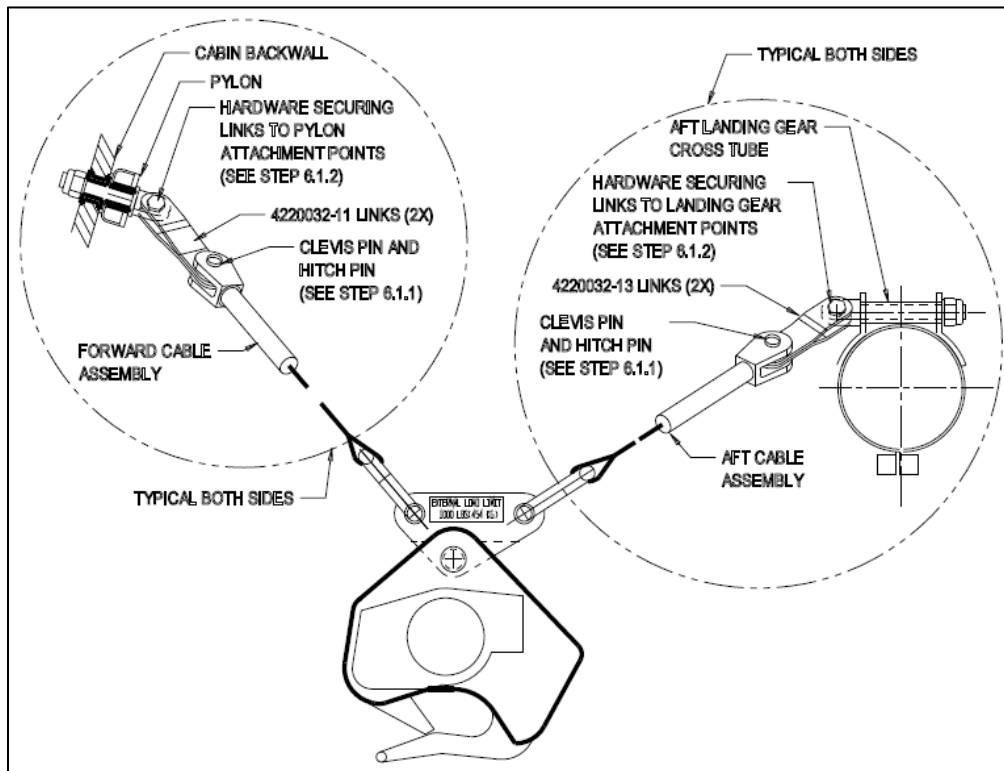 CABIN BACKWALL
PYLON
HARDWARE SECURING
LINKS TO PYLON
ATTACHMENT POINTS
(SEE STEP 6.1.2)
4220032-11 LINKS (2X)
CLEVIS PIN AND
HITCH PIN
(SEE STEP 6.1.1)
FORWARD CABLE
ASSEMBLY
TYPICAL BOTH SIDES
TYPICAL BOTH SIDES
AFT LANDING GEAR
CROSS TUBE
HARDWARE SECURING
LINKS TO LANDING GEAR
ATTACHMENT POINTS
(SEE STEP 6.1.2)
4220032-13 LINKS (2X)
CLEVIS PIN
AND HITCH PIN
(SEE STEP 6.1.1)
AFT CABLE
ASSEMBLY
EXTERNAL LOAD LIMIT
1000 LBS (454 KG)